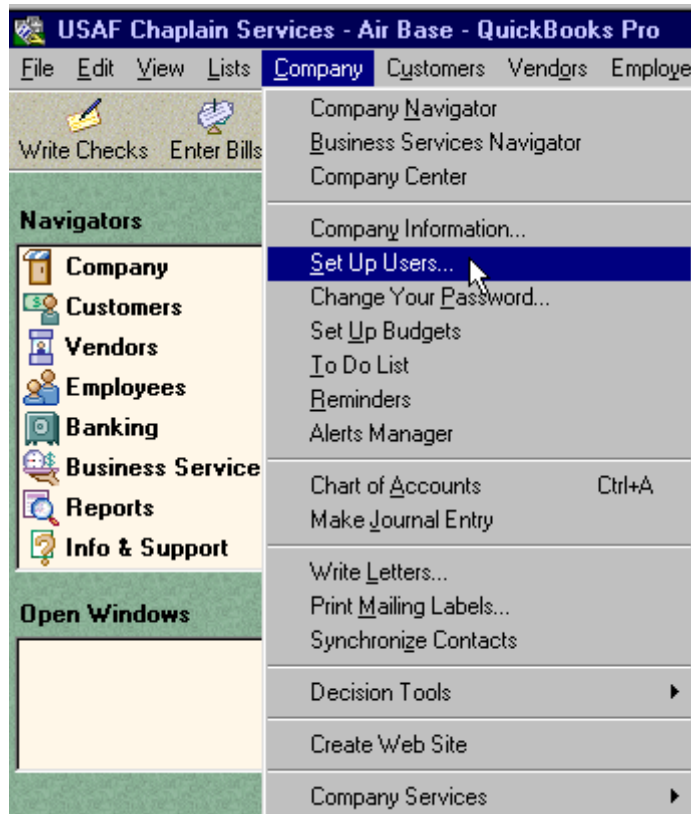 USAF Chaplain Services - Air Base - QuickBooks Pro
File Edit View Lists Company Customers Vendors Employe
Write Checks Enter Bills
Navigators
Company
Customers
Vendors
Employees
Banking
Business Service
Reports
Info & Support
Open Windows
Company Navigator
Business Services Navigator
Company Center
Company Information...
Set Up Users...
Change Your Password...
Set Up Budgets
To Do List
Reminders
Alerts Manager
Chart of Accounts Ctrl+A
Make Journal Entry
Write Letters...
Print Mailing Labels...
Synchronize Contacts
Decision Tools
Create Web Site
Company Services